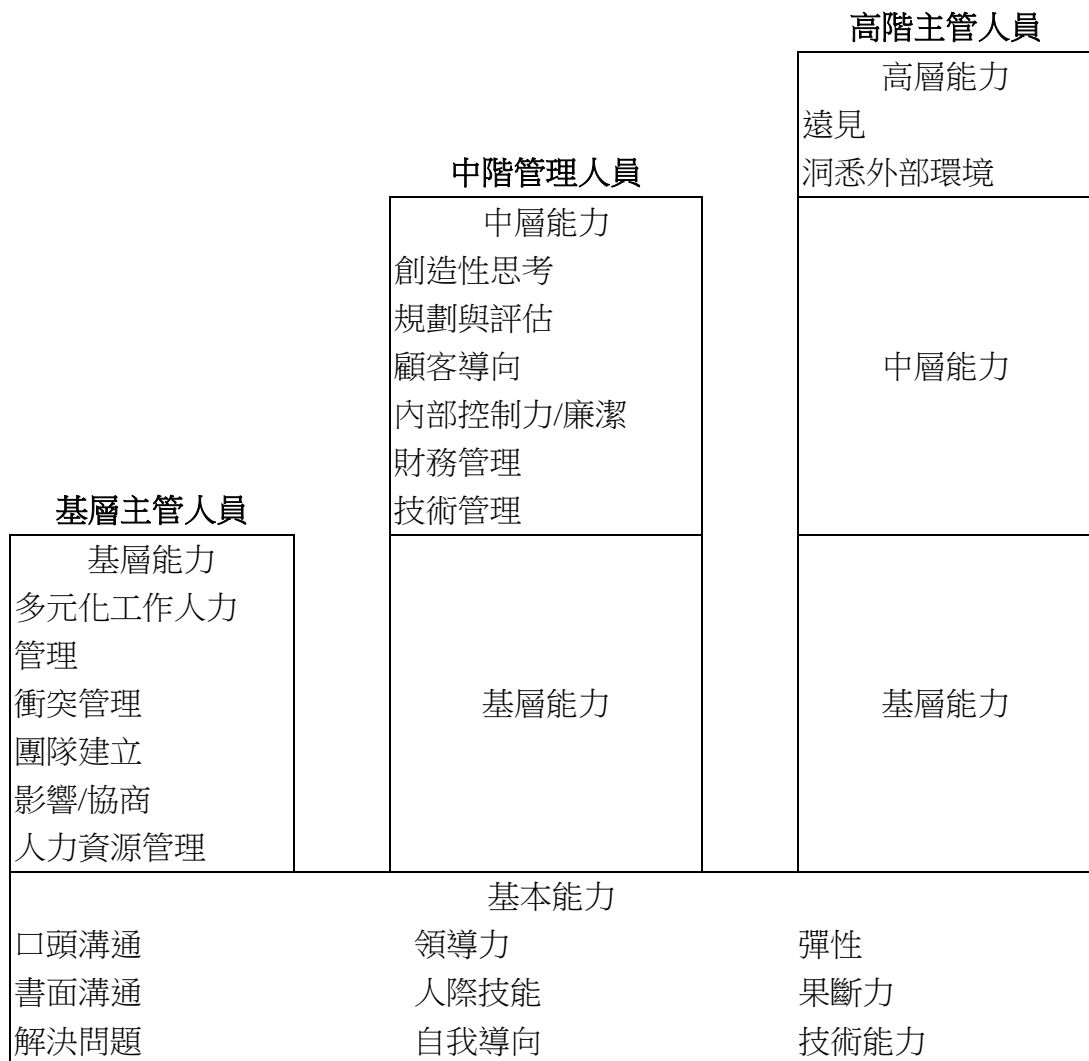 高階主管人員
高層能力
遠見
洞悉外部環境
中層能力
基層能力
中階管理人員
中層能力
創造性思考
規劃與評估
顧客導向
內部控制力/廉潔
財務管理
技術管理
基層能力
基層主管人員
基層能力
多元化工作人力
管理
衝突管理
團隊建立
影響/協商
人力資源管理
基本能力
口頭溝通 領導力 彈性
書面溝通 人際技能 果斷力
解決問題 自我導向 技術能力